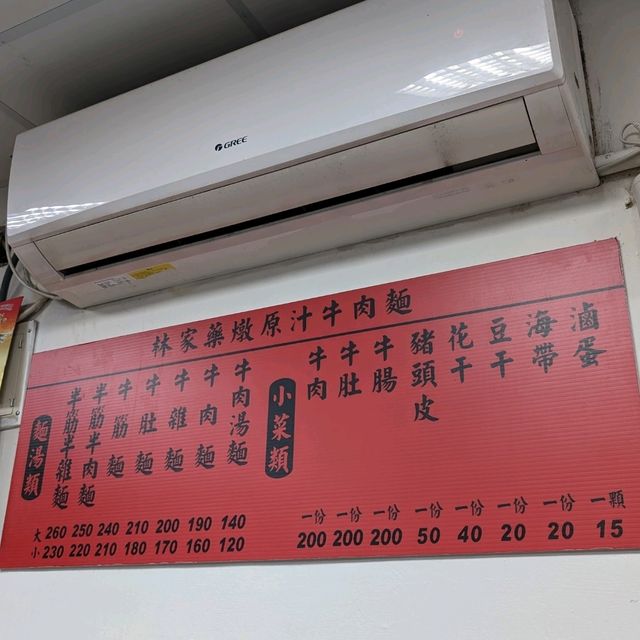 GREE
林家藥燉原汁牛肉麵
麵湯類
半筋半雜麵
半筋半肉麵
牛筋麵
牛肚麵
牛雜麵
牛肉麵
牛肉湯麵
大 260 250 240 210 200 190 140
小 230 220 210 180 170 160 120
小菜類
牛肉
牛肚
牛腸
豬頭皮
花干
豆干
海帶
滷蛋
一份 一份 一份 一份 一份 一份 一份 一顆
200 200 200 50 40 20 20 15